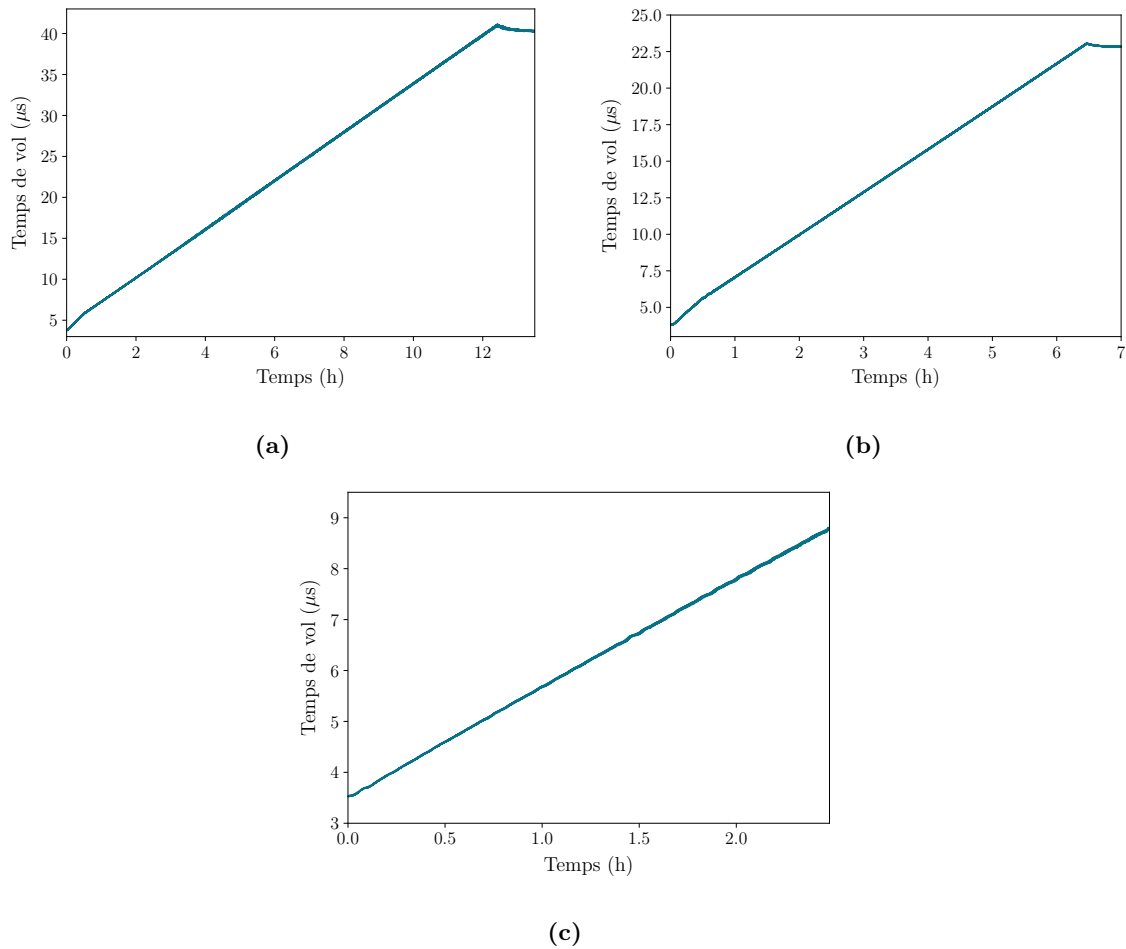 40
35
30
25
20
15
10
5
0 2 4 6 8 10 12
Temps de vol (μs)
Temps (h)
(a)
25.0
22.5
20.0
17.5
15.0
12.5
10.0
7.5
5.0
0 1 2 3 4 5 6 7
Temps de vol (μs)
Temps (h)
(b)
9
8
7
6
5
4
3
0.0 0.5 1.0 1.5 2.0
Temps de vol (μs)
Temps (h)
(c)